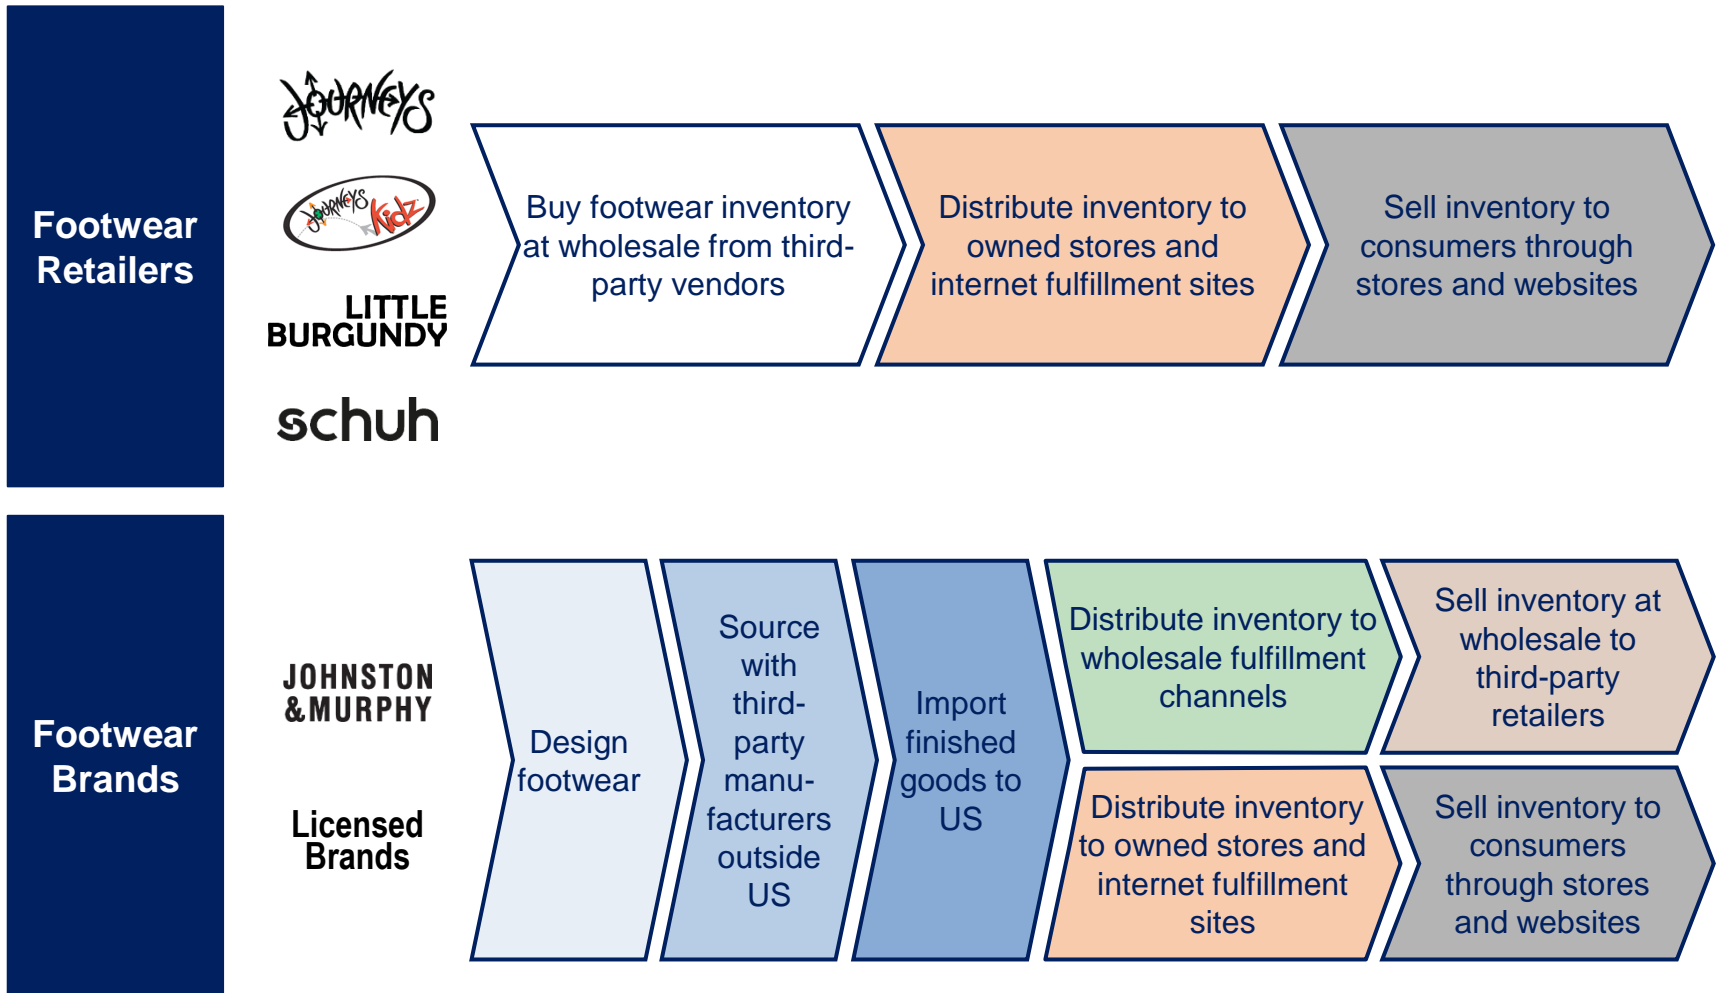 Footwear
Retailers
JOURNEYS
JOURNEYS Kidz
LITTLE
BURGUNDY
schuh
Buy footwear inventory
at wholesale from third-
party vendors
Distribute inventory to
owned stores and
internet fulfillment sites
Sell inventory to
consumers through
stores and websites
Footwear
Brands
JOHNSTON
&MURPHY
Licensed
Brands
Design
footwear
Source
with
third-
party
manu-
facturers
outside
US
Import
finished
goods to
US
Distribute inventory to
wholesale fulfillment
channels
Sell inventory at
wholesale to
third-party
retailers
Distribute inventory
to owned stores and
internet fulfillment
sites
Sell inventory to
consumers
through stores
and websites